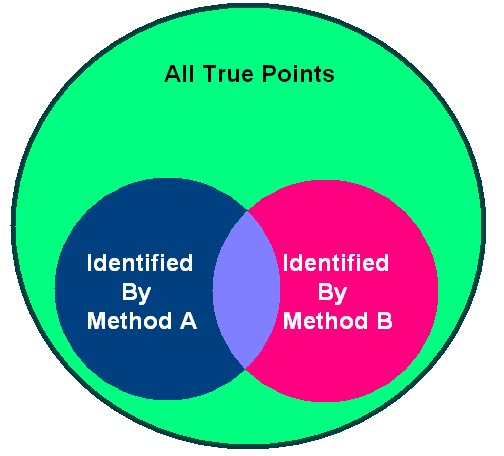 All True Points
Identified
By
Method A
Identified
By
Method B